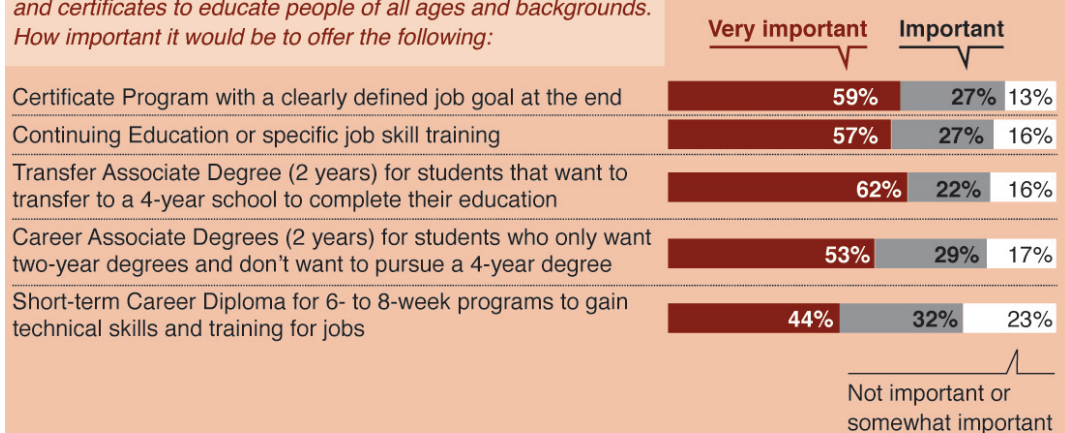 and certificates to educate people of all ages and backgrounds.
How important it would be to offer the following:
Very important Important
Certificate Program with a clearly defined job goal at the end 59% 27% 13%
Continuing Education or specific job skill training 57% 27% 16%
Transfer Associate Degree (2 years) for students that want to
transfer to a 4-year school to complete their education 62% 22% 16%
Career Associate Degrees (2 years) for students who only want
two-year degrees and don’t want to pursue a 4-year degree 53% 29% 17%
Short-term Career Diploma for 6- to 8-week programs to gain
technical skills and training for jobs 44% 32% 23%
Not important or
somewhat important